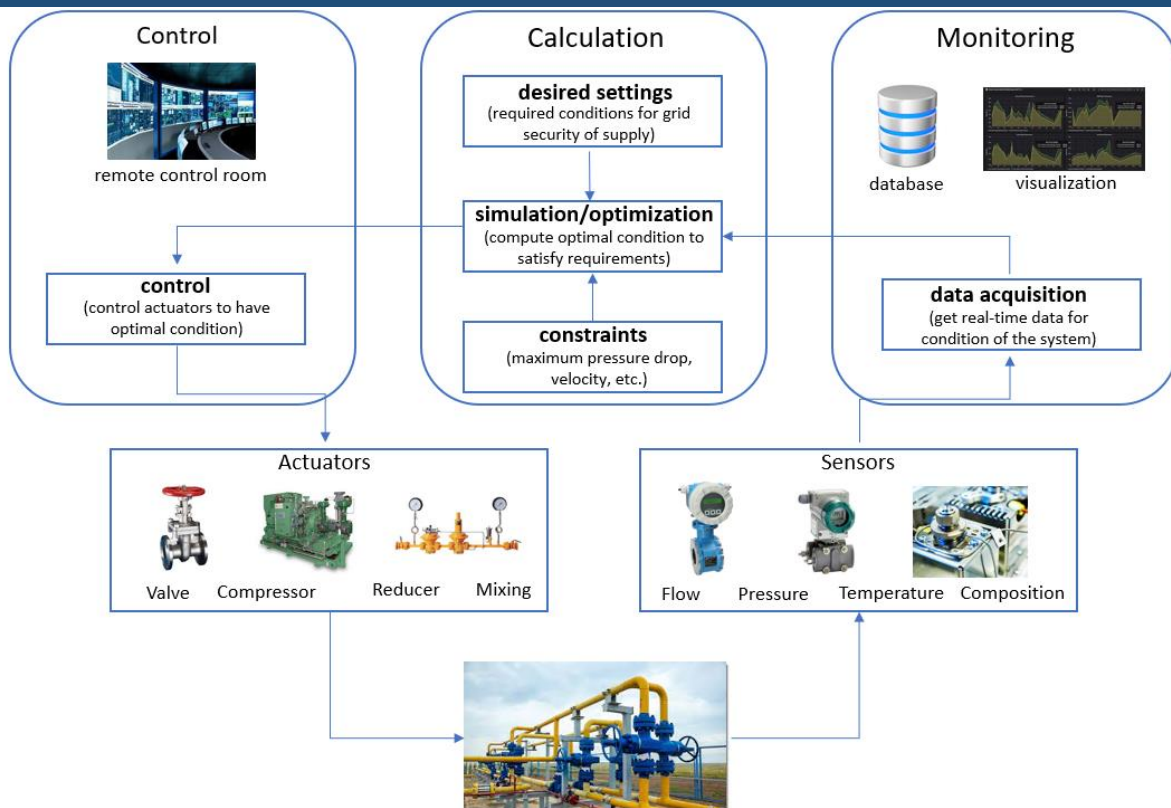 Control
remote control room
control
(control actuators to have
optimal condition)
Calculation
desired settings
(required conditions for grid
security of supply)
simulation/optimization
(compute optimal condition to
satisfy requirements)
constraints
(maximum pressure drop,
velocity, etc.)
Monitoring
database
visualization
data acquisition
(get real-time data for
condition of the system)
Actuators
Valve
Compressor
Reducer
Mixing
Sensors
Flow
Pressure
Temperature
Composition